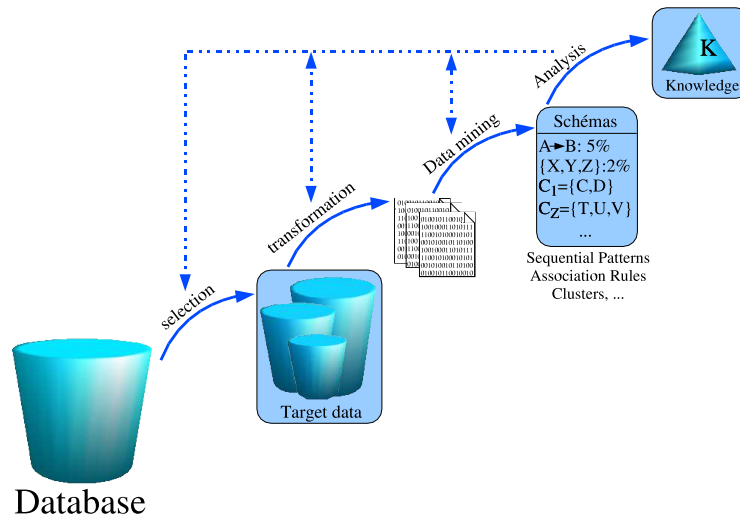 K
Knowledge
Analysis
Schémas
A→B: 5%
{X,Y,Z}:2%
C1={C,D}
CZ={T,U,V}
...
Sequential Patterns
Association Rules
Clusters, ...
Data mining
transformation
selection
Target data
Database